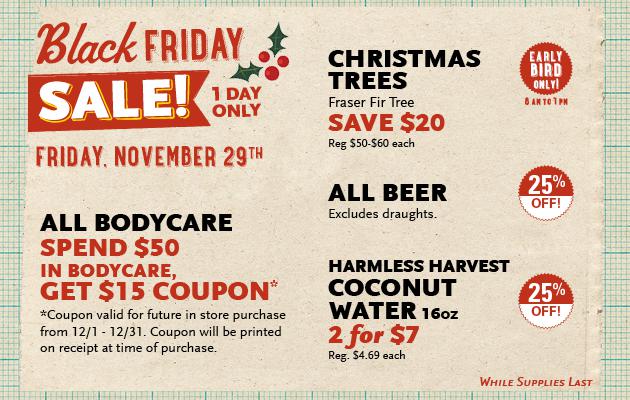 Black FRIDAY
SALE!
1 DAY
ONLY
FRIDAY, NOVEMBER 29TH
ALL BODYCARE
SPEND $50
IN BODYCARE,
GET $15 COUPON*
*Coupon valid for future in store purchase
from 12/1 - 12/31. Coupon will be printed
on receipt at time of purchase.
CHRISTMAS
TREES
Fraser Fir Tree
SAVE $20
Reg $50-$60 each
EARLY
BIRD
ONLY!
8 AM TO 1 PM
ALL BEER
Excludes draughts.
25%
OFF!
HARMLESS HARVEST
COCONUT
WATER 16oz
2 for $7
Reg. $4.69 each
25%
OFF!
WHILE SUPPLIES LAST